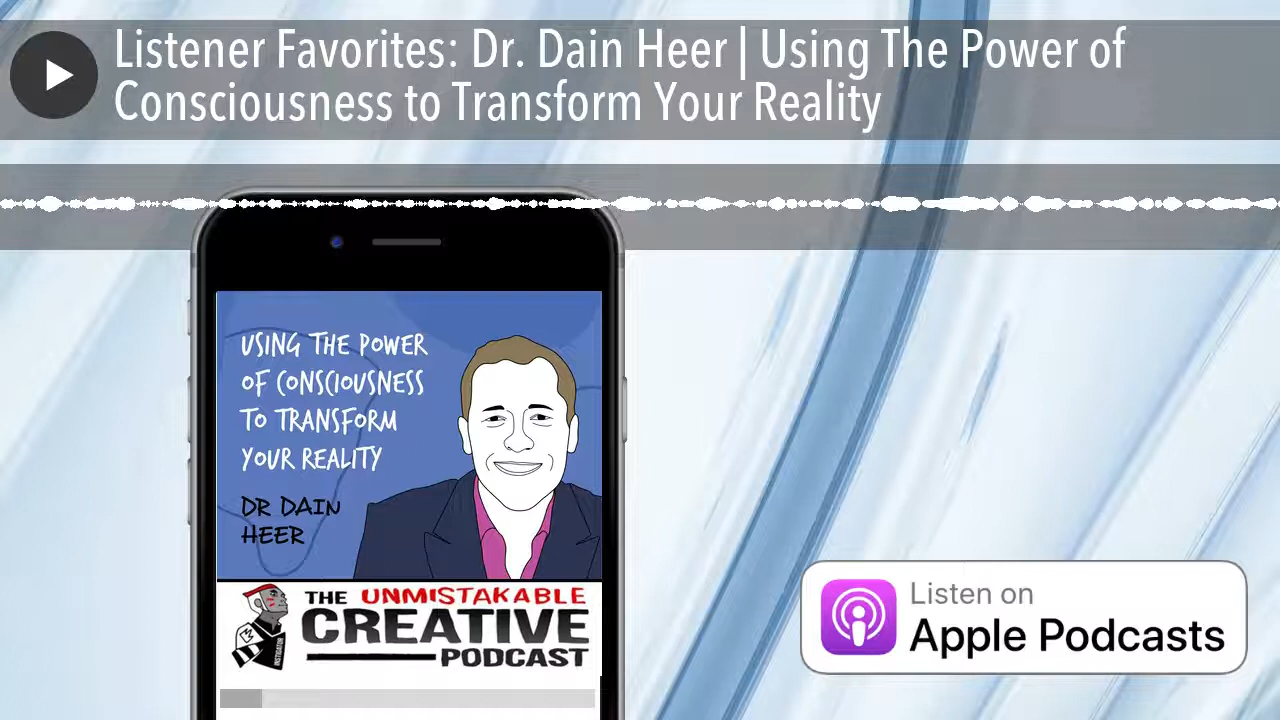 Listener Favorites: Dr. Dain Heer | Using The Power of
Consciousness to Transform Your Reality
USING THE POWER
OF CONSCIOUSNESS
TO TRANSFORM
YOUR REALITY
DR DAIN
HEER
THE UNMISTAKABLE
CREATIVE
PODCAST
INSTIGATOR
Listen on
Apple Podcasts